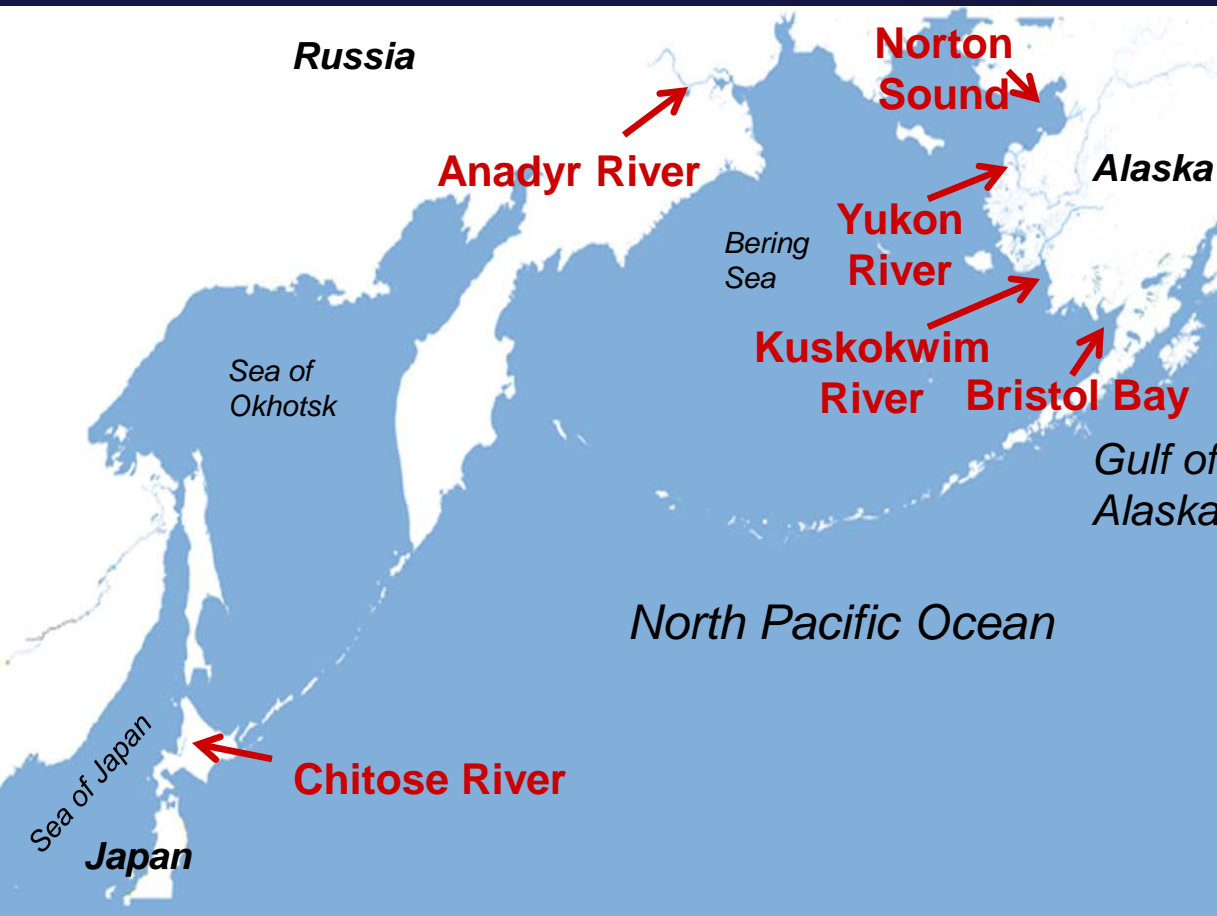 Russia
Norton
Sound
Anadyr River
Alaska
Yukon
River
Bering
Sea
Kuskokwim
River
Bristol Bay
Sea of
Okhotsk
Gulf of
Alaska
North Pacific Ocean
Sea of Japan
Chitose River
Japan